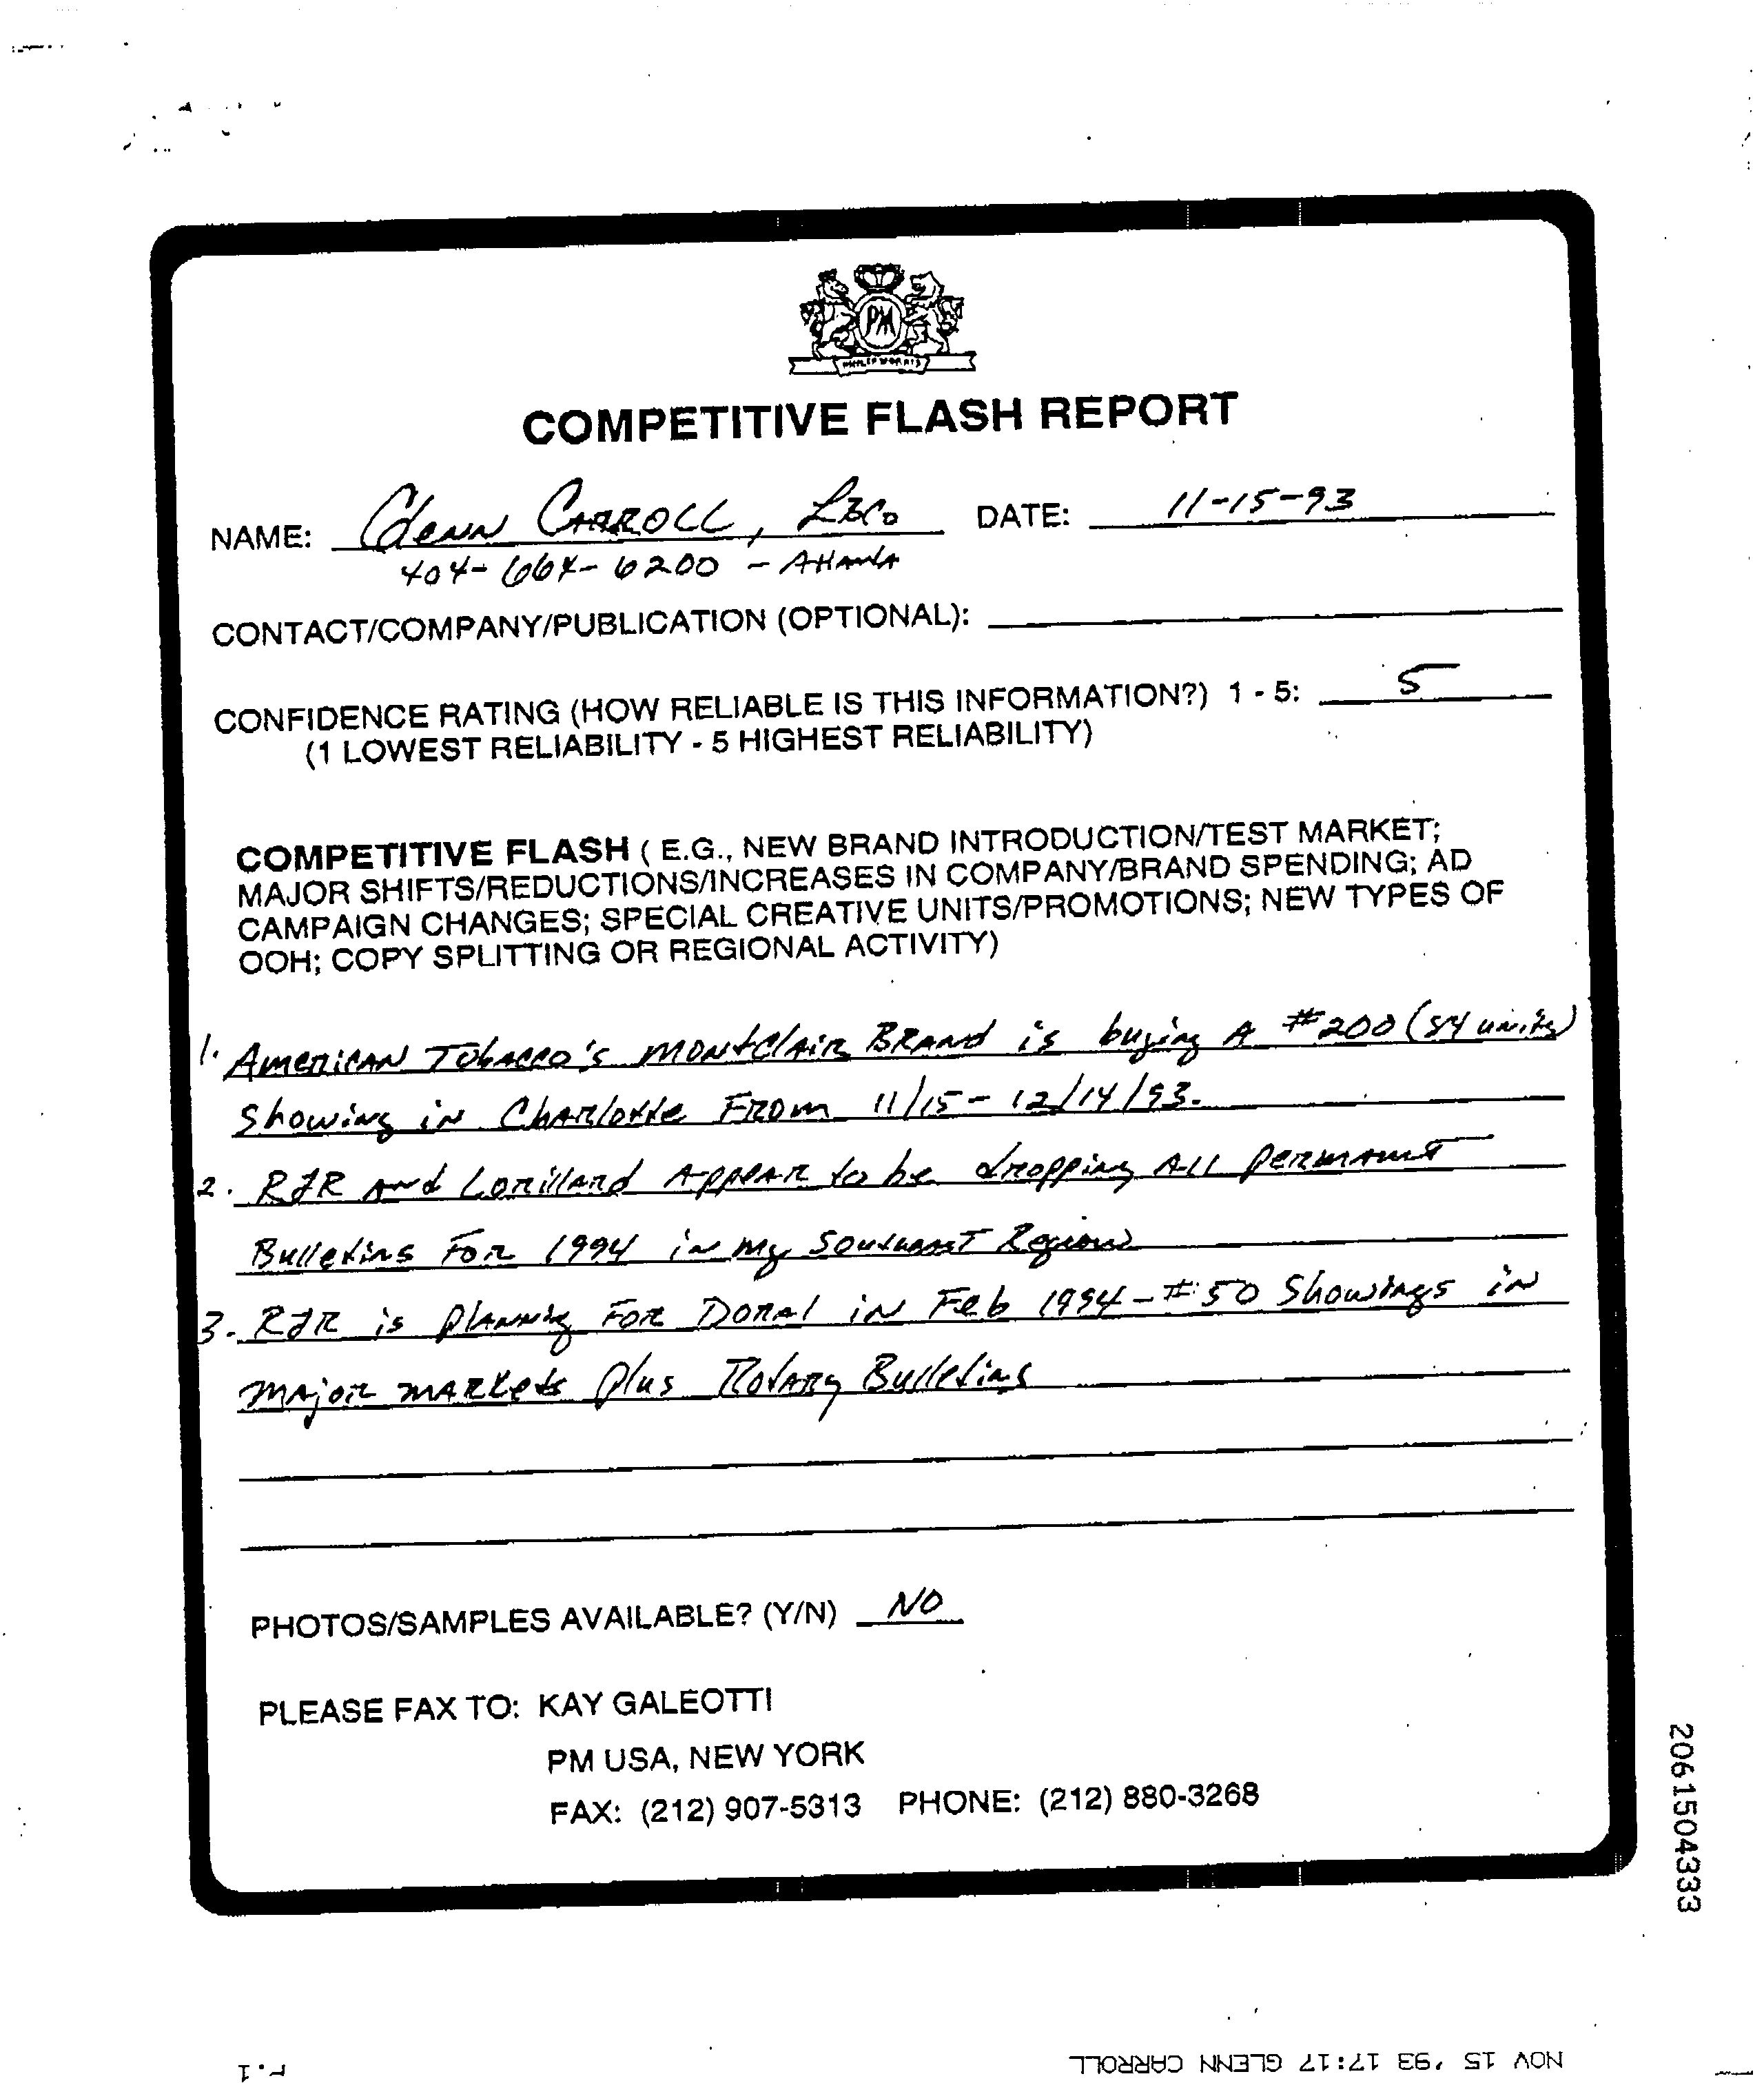 PM
PHILIP MORRIS
COMPETITIVE FLASH REPORT
NAME: Glenn Carroll, LBCo DATE: 11-15-93
404-664-6200 - Atlanta
CONTACT/COMPANY/PUBLICATION (OPTIONAL):
CONFIDENCE RATING (HOW RELIABLE IS THIS INFORMATION?) 1 - 5: 5
(1 LOWEST RELIABILITY - 5 HIGHEST RELIABILITY)
COMPETITIVE FLASH ( E.G., NEW BRAND INTRODUCTION/TEST MARKET;
MAJOR SHIFTS/REDUCTIONS/INCREASES IN COMPANY/BRAND SPENDING; AD
CAMPAIGN CHANGES; SPECIAL CREATIVE UNITS/PROMOTIONS; NEW TYPES OF
OOH; COPY SPLITTING OR REGIONAL ACTIVITY)
1. American Tobacco's Montclair Brand is buying A #200 (54 units)
Showing in Charlotte From 11/15 - 12/14/93.
2. RJR and Lorillard Appear to be dropping All permanent
Bulletins For 1994 in my Southeast Region
3. RJR is planning For Doral in Feb 1994 - #50 Showings in
major markets plus Rotary Bulletins
PHOTOS/SAMPLES AVAILABLE? (Y/N) NO
PLEASE FAX TO: KAY GALEOTTI
PM USA, NEW YORK
FAX: (212) 907-5313 PHONE: (212) 880-3268
2061504333
NOV 15 '93 17:17 GLENN CARROLL
P.1